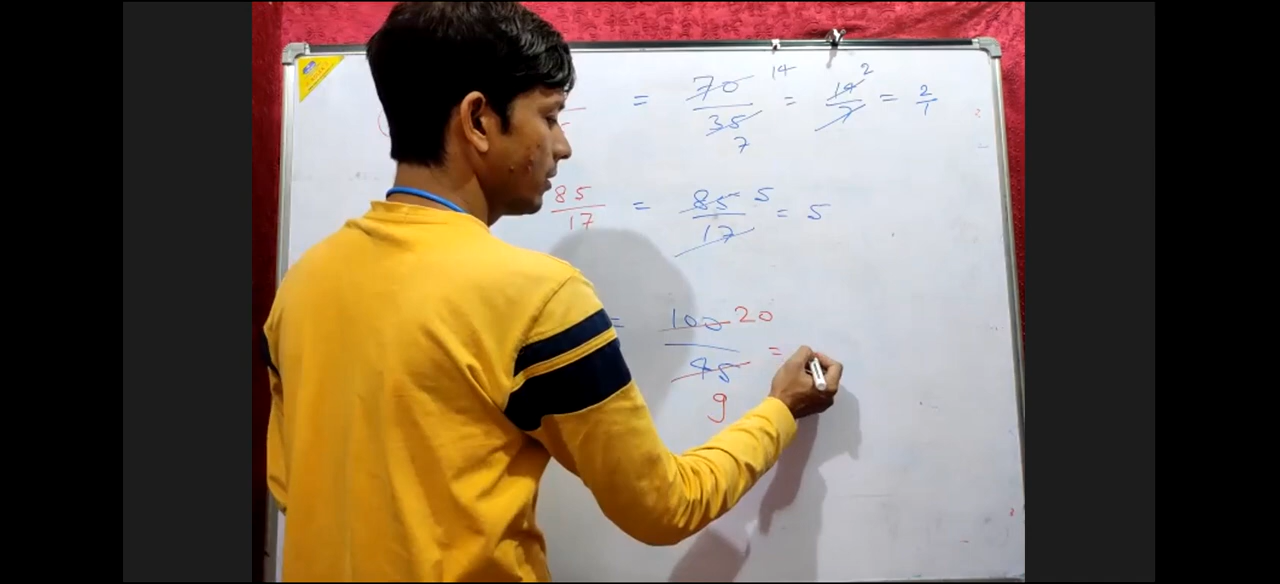 = 70/35 14 7 = 14/7 2 = 2/1
85/17 = 85/17 5 = 5
= 100/45 20 9 =